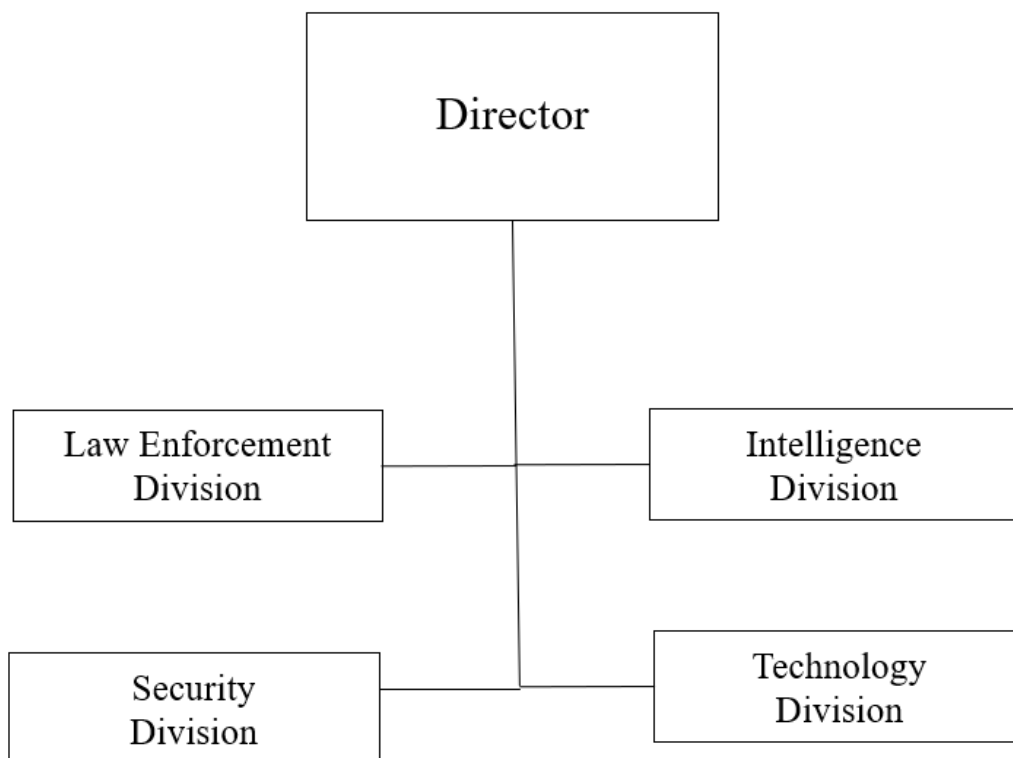 Director
Law Enforcement
Division
Intelligence
Division
Security
Division
Technology
Division